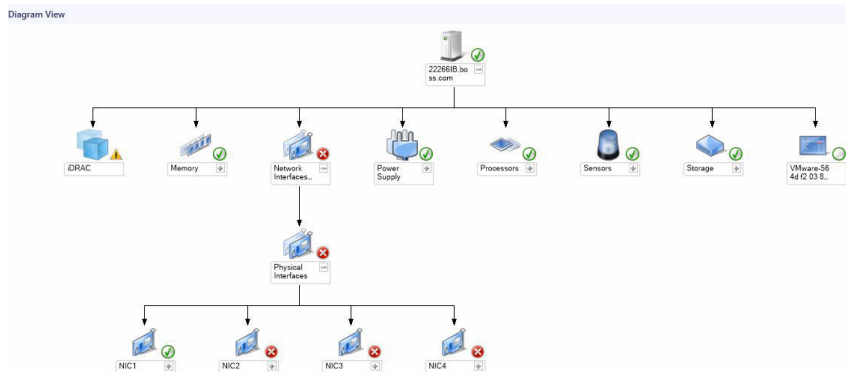 Diagram View
22266IB.bo
ss.com
iDRAC
Memory
Network
Interfaces...
Power
Supply
Processors
Sensors
Storage
VMware-56
4d f2 03 8...
Physical
Interfaces
NIC1
NIC2
NIC3
NIC4